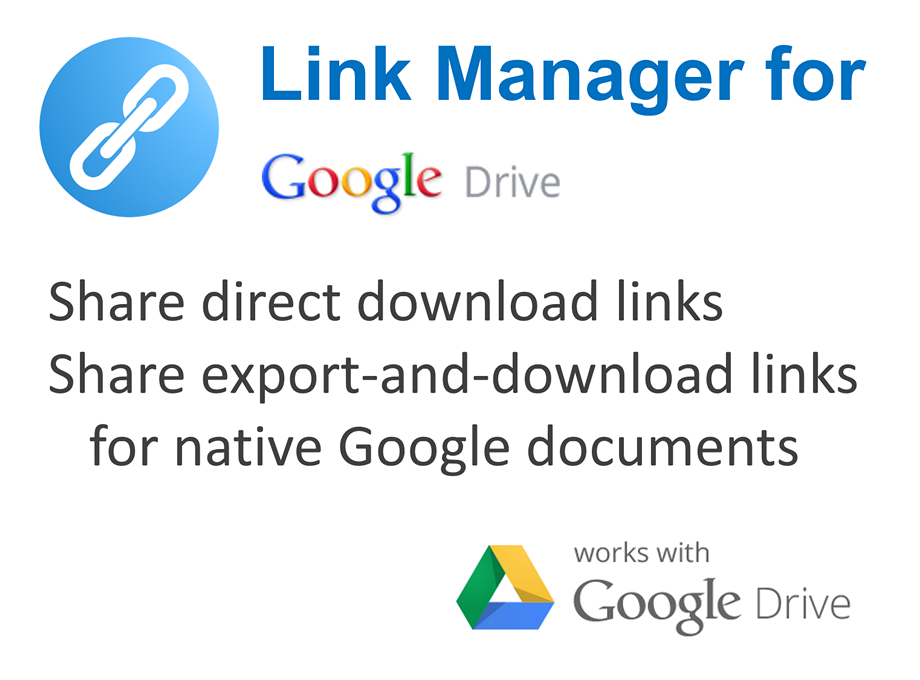 Link Manager for
Google Drive
Share direct download links
Share export-and-download links
for native Google documents
works with
Google Drive